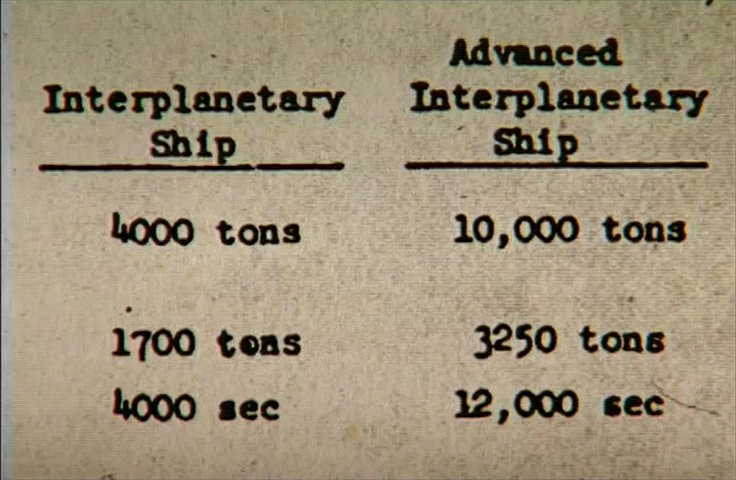 Advanced
Interplanetary Interplanetary
Ship Ship
4000 tons 10,000 tons
1700 tons 3250 tons
4000 sec 12,000 sec